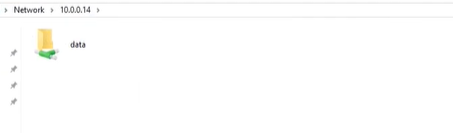 Network > 10.0.0.14 >
data